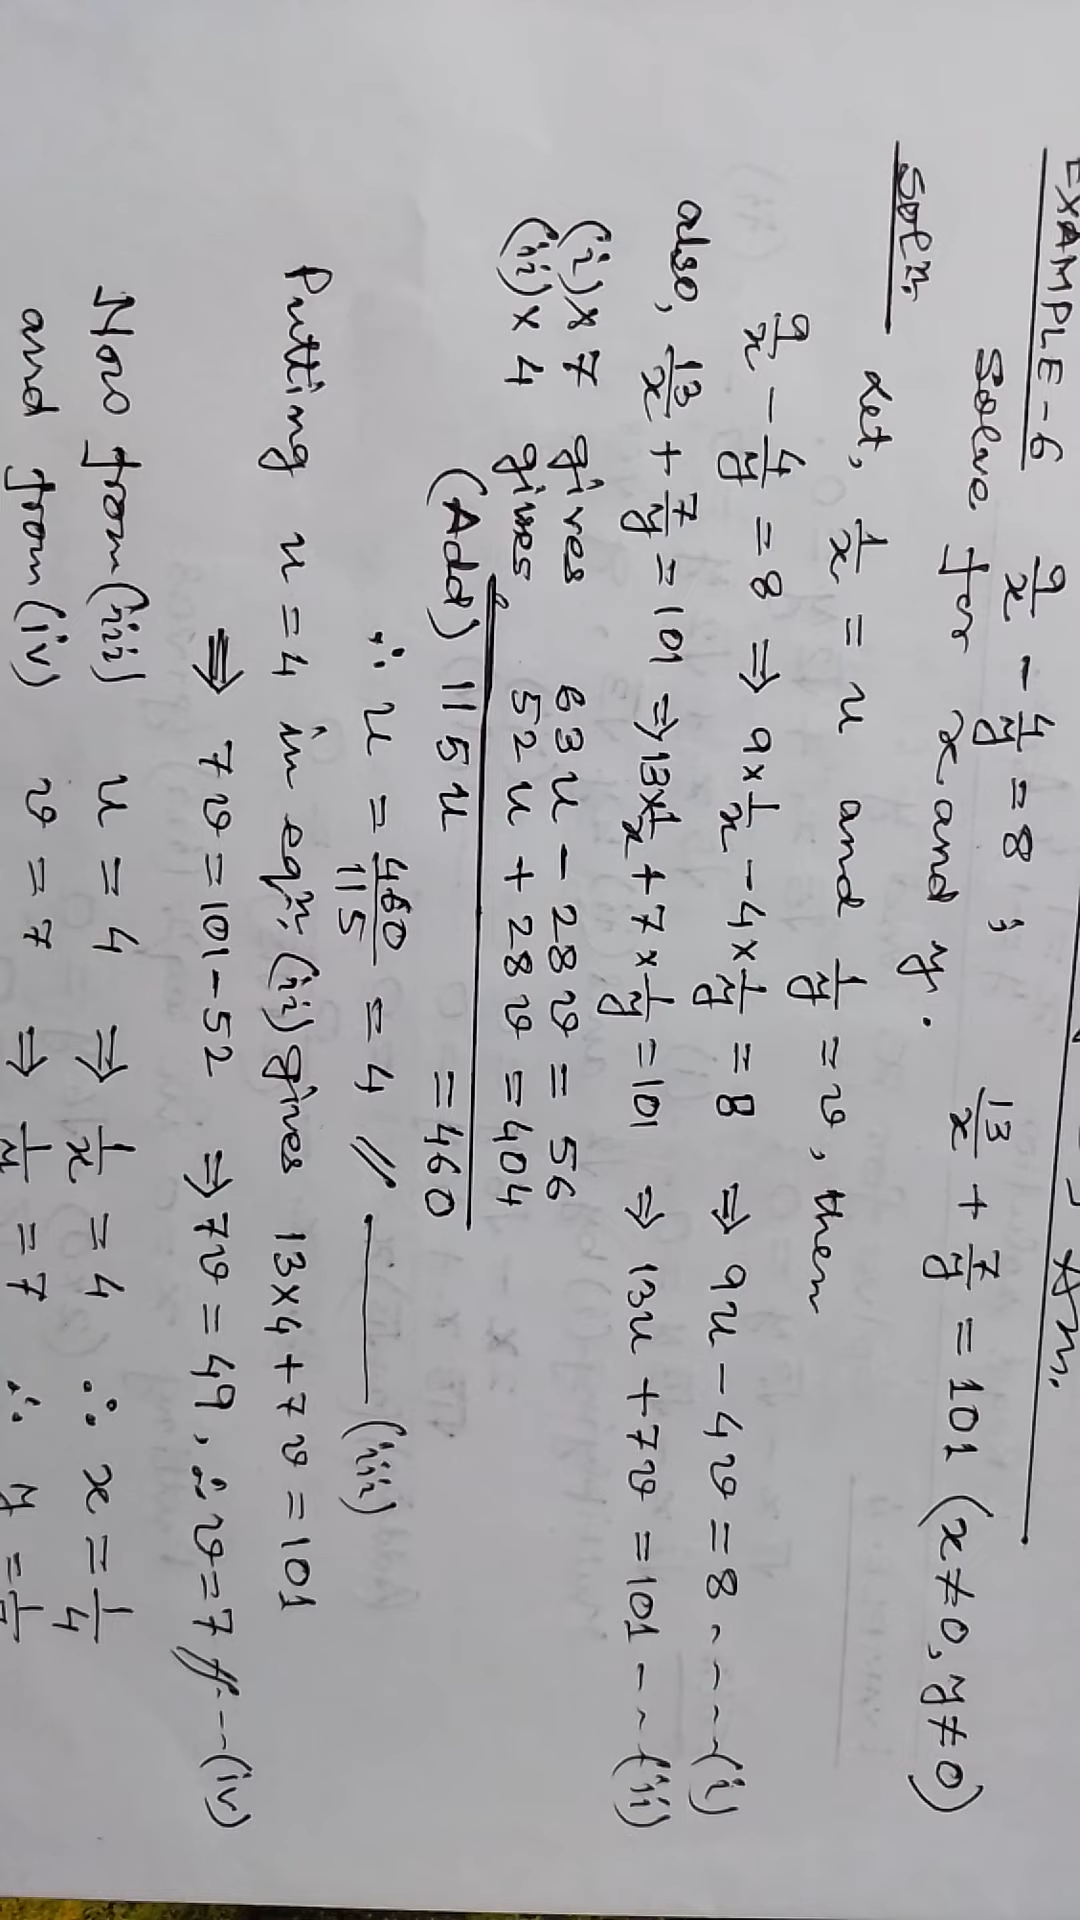 Ans.
EXAMPLE-6 9/x - 4/y = 8 ; 13/x + 7/y = 101 (x≠0, y≠0)
Solve for x and y.
Soln. Let, 1/x = u and 1/y = v, then
9/x - 4/y = 8 ⇒ 9×1/x - 4×1/y = 8 ⇒ 9u - 4v = 8 ---- (i)
also, 13/x + 7/y = 101 ⇒ 13×1/x + 7×1/y = 101 ⇒ 13u + 7v = 101 --- (ii)
(i)×7 gives 63u - 28v = 56
(ii)×4 gives 52u + 28v = 404
(Add) 115u = 460
∴ u = 460/115 = 4 // —— (iii)
Putting u = 4 in eqn. (ii) gives 13×4 + 7v = 101
⇒ 7v = 101 - 52 ⇒ 7v = 49, ∴ v = 7 // --- (iv)
Now from (iii) u = 4 ⇒ 1/x = 4 ∴ x = 1/4
and from (iv) v = 7 ⇒ 1/y = 7 ∴ y = 1/7